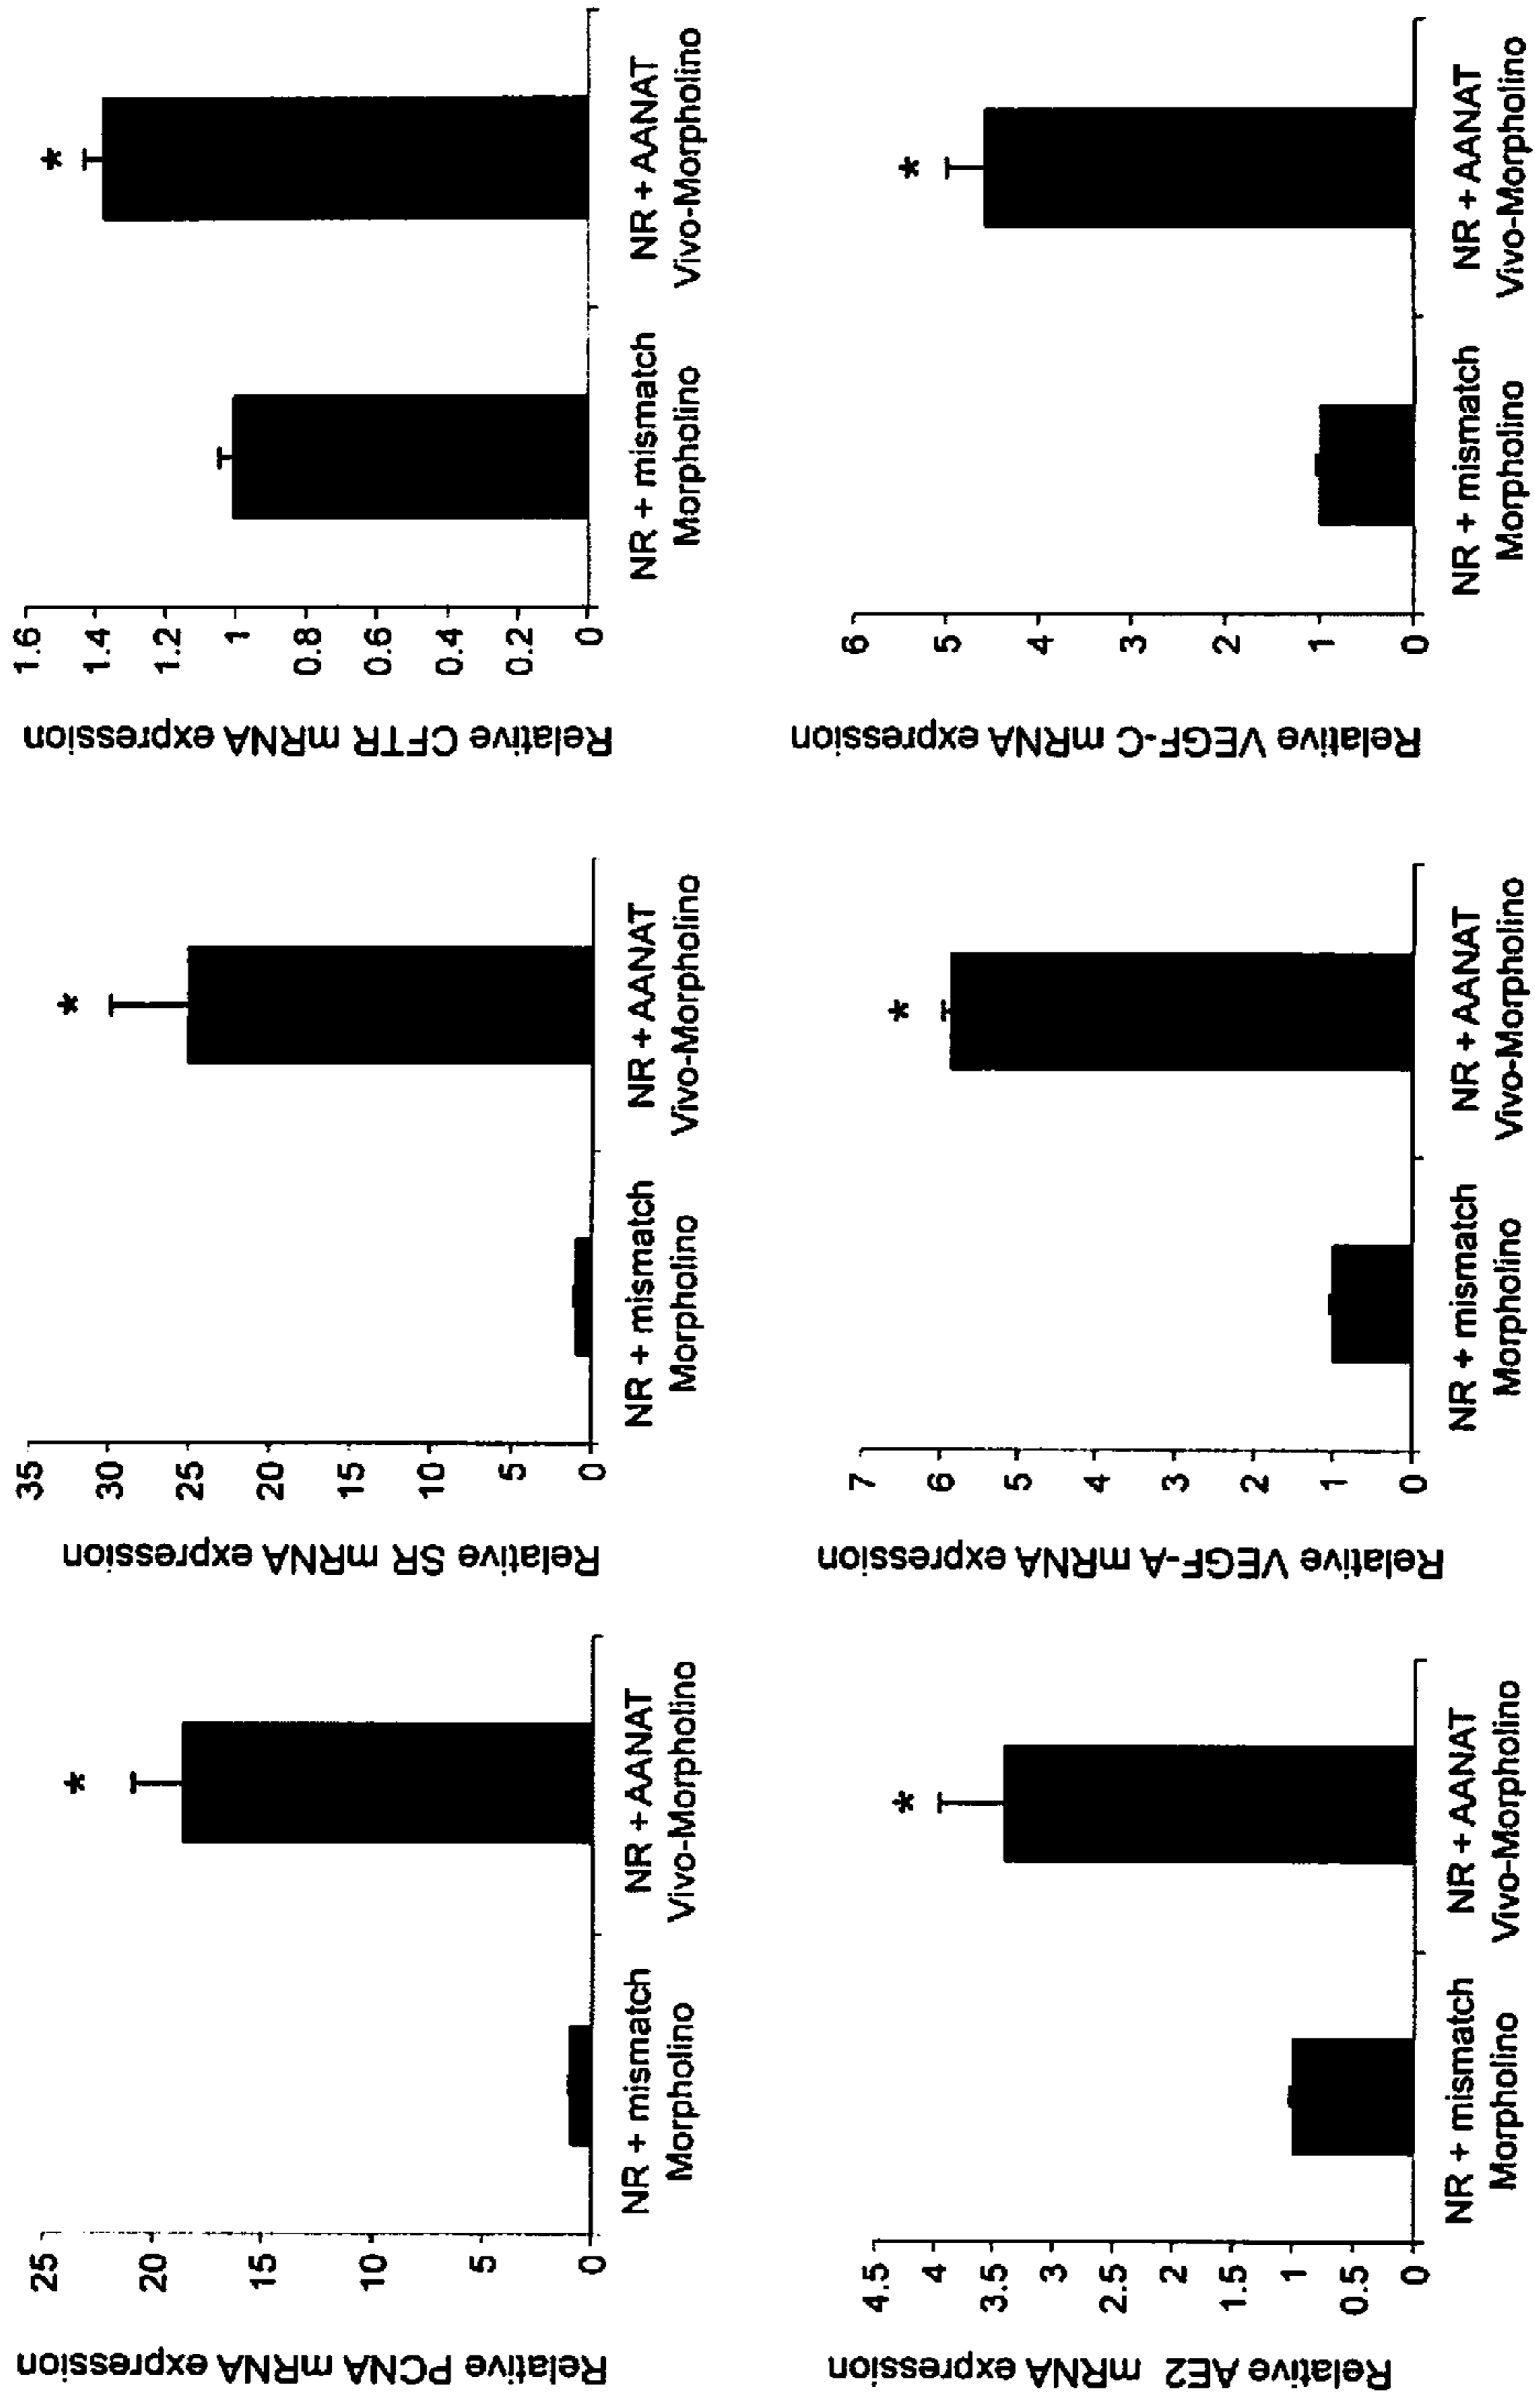 Relative PCNA mRNA expression
25
20
15
10
5
0
*
NR + mismatch
Morpholino
NR + AANAT
Vivo-Morpholino
Relative SR mRNA expression
35
30
25
20
15
10
5
0
*
NR + mismatch
Morpholino
NR + AANAT
Vivo-Morpholino
Relative CFTR mRNA expression
1.6
1.4
1.2
1
0.8
0.6
0.4
0.2
0
*
NR + mismatch
Morpholino
NR + AANAT
Vivo-Morpholino
Relative AE2 mRNA expression
4.5
4
3.5
3
2.5
2
1.5
1
0.5
0
*
NR + mismatch
Morpholino
NR + AANAT
Vivo-Morpholino
Relative VEGF-A mRNA expression
7
6
5
4
3
2
1
0
*
NR + mismatch
Morpholino
NR + AANAT
Vivo-Morpholino
Relative VEGF-C mRNA expression
6
5
4
3
2
1
0
*
NR + mismatch
Morpholino
NR + AANAT
Vivo-Morpholino